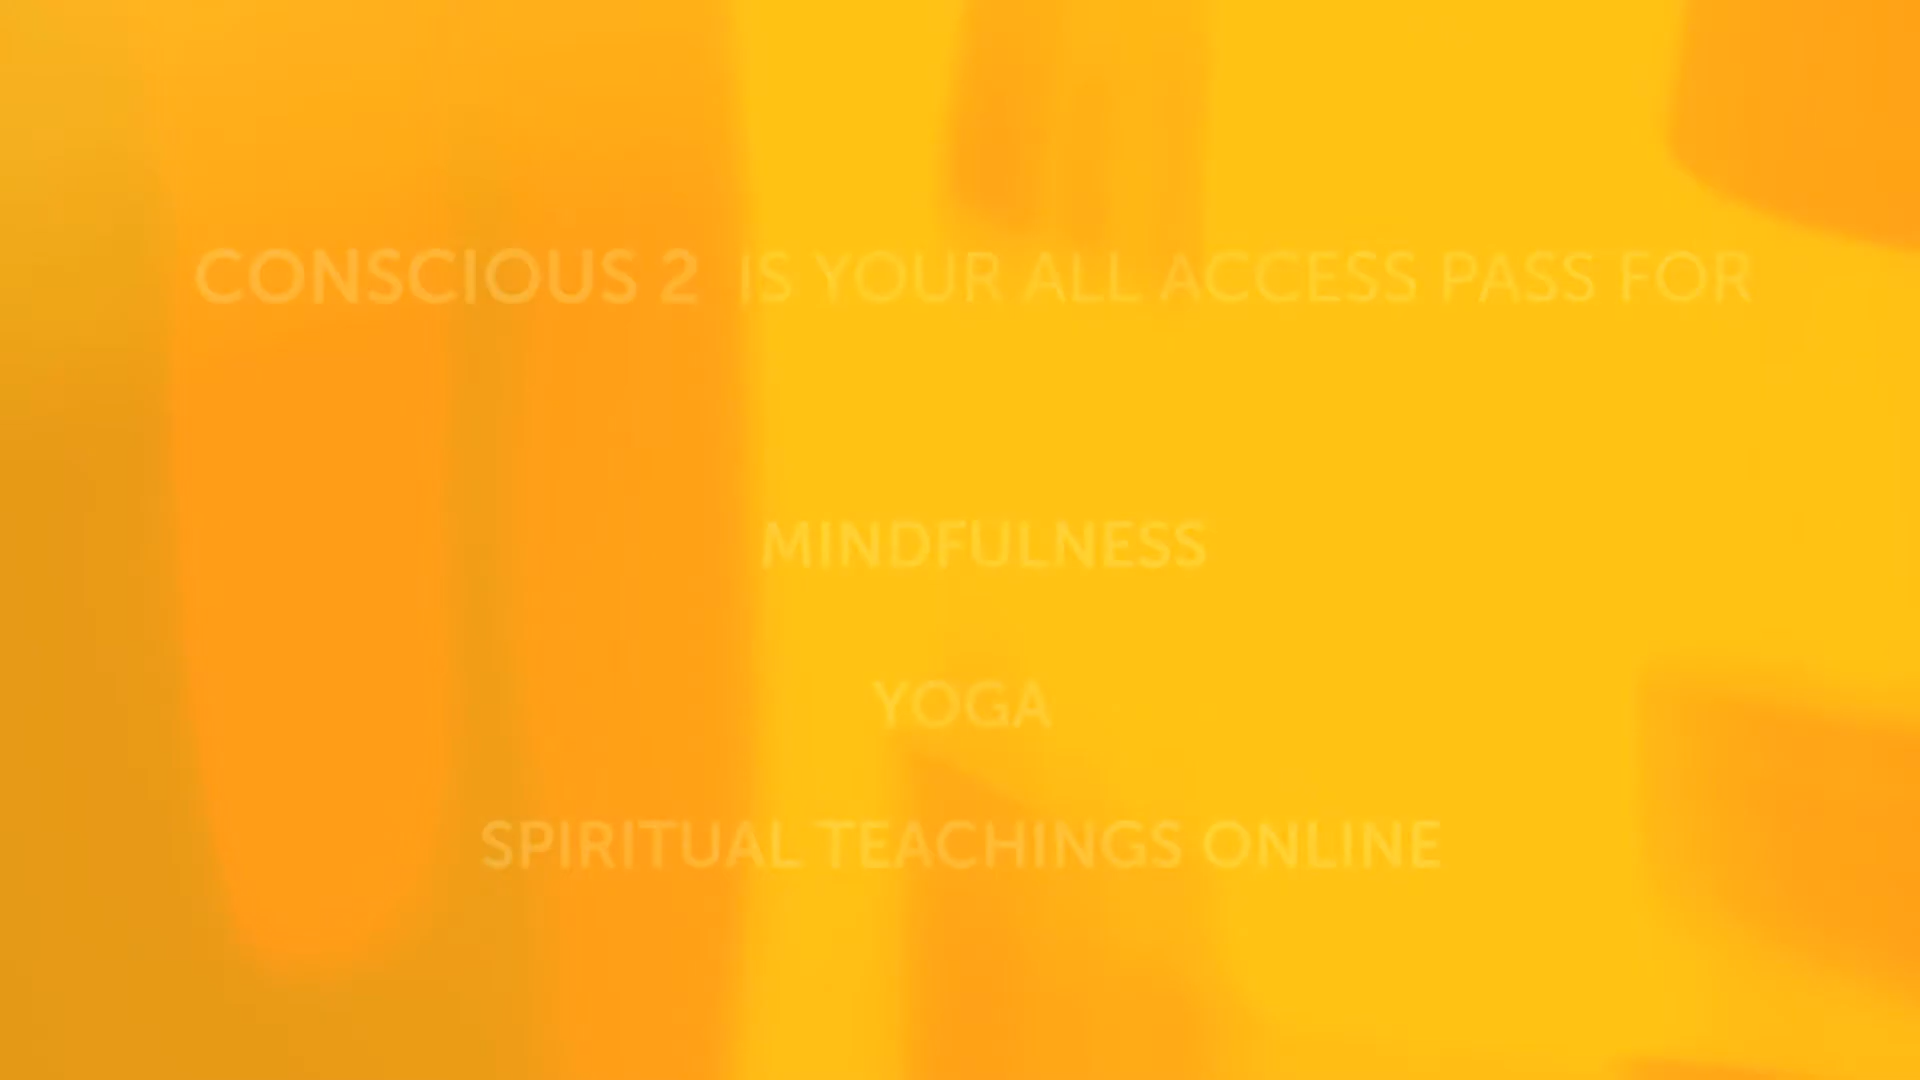 CONSCIOUS 2 IS YOUR ALL ACCESS PASS FOR
MINDFULNESS
YOGA
SPIRITUAL TEACHINGS ONLINE